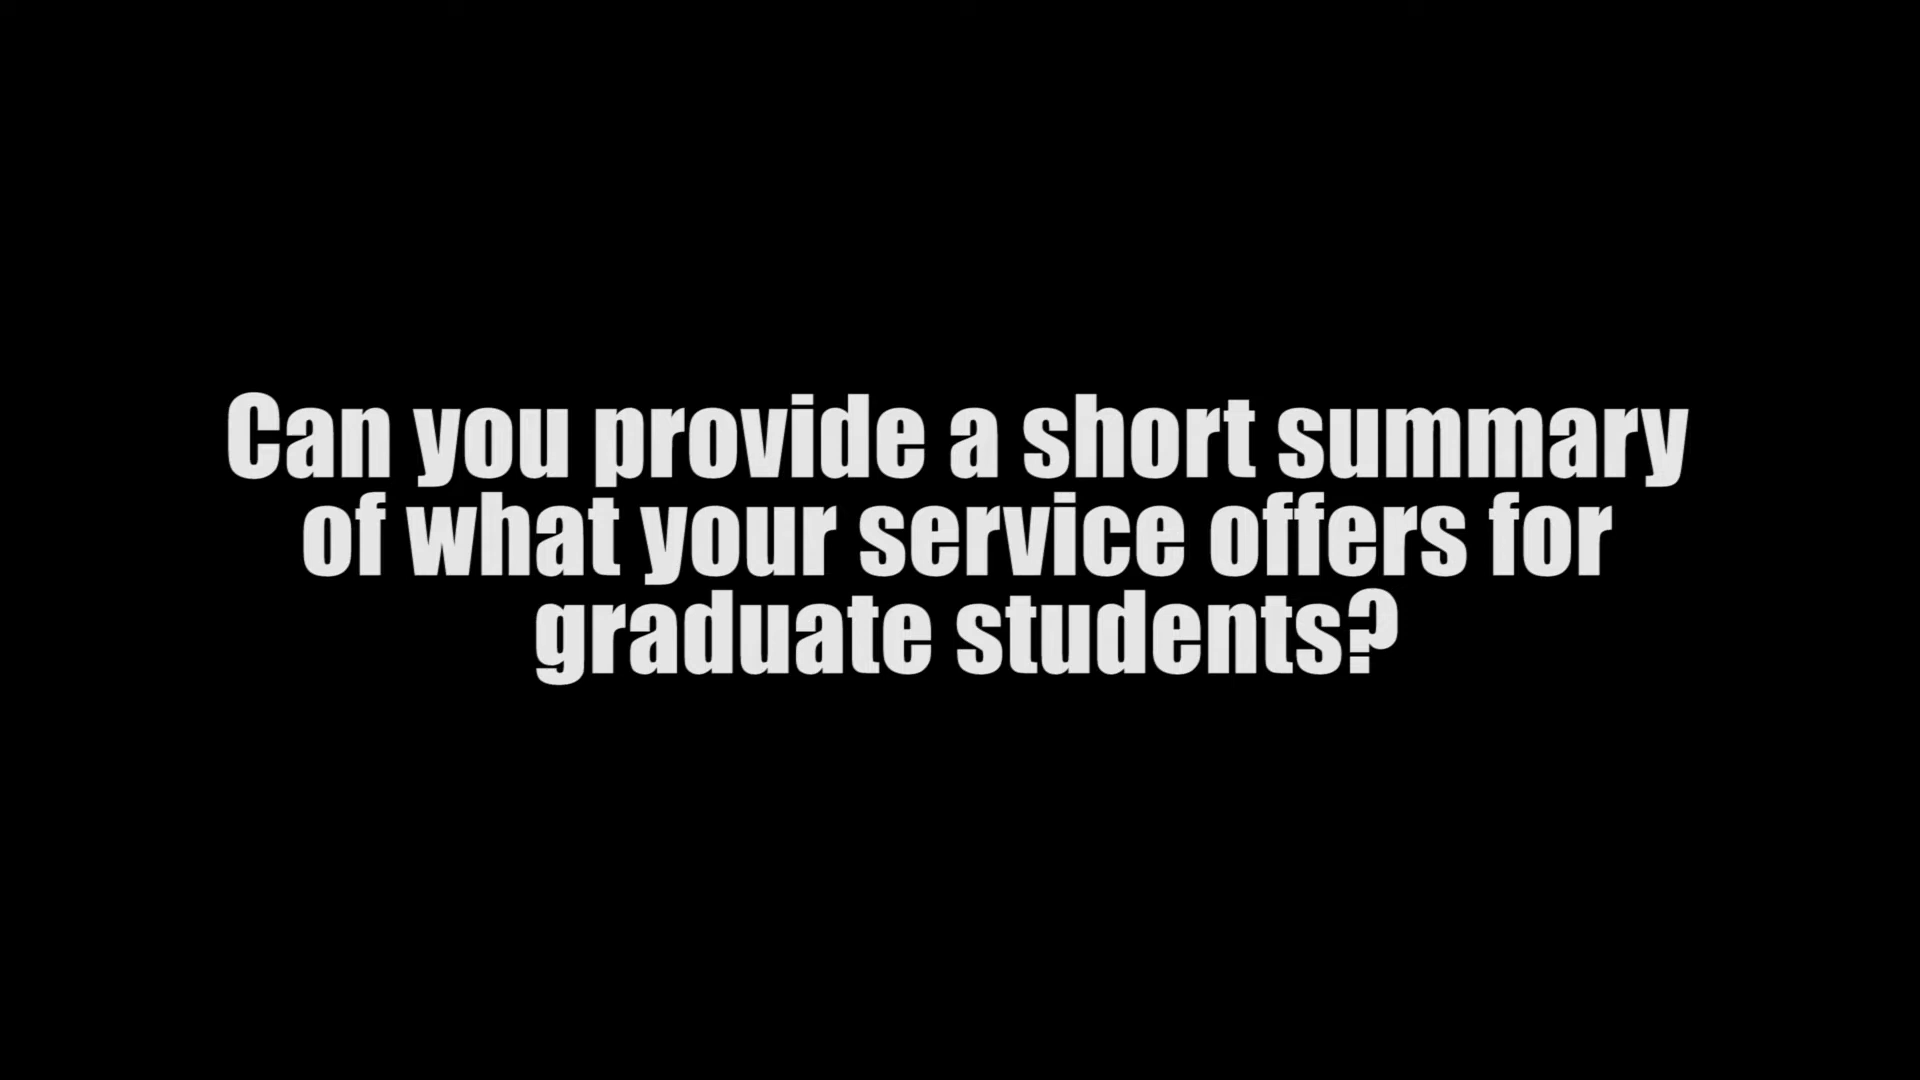 Can you provide a short summary
of what your service offers for
graduate students?